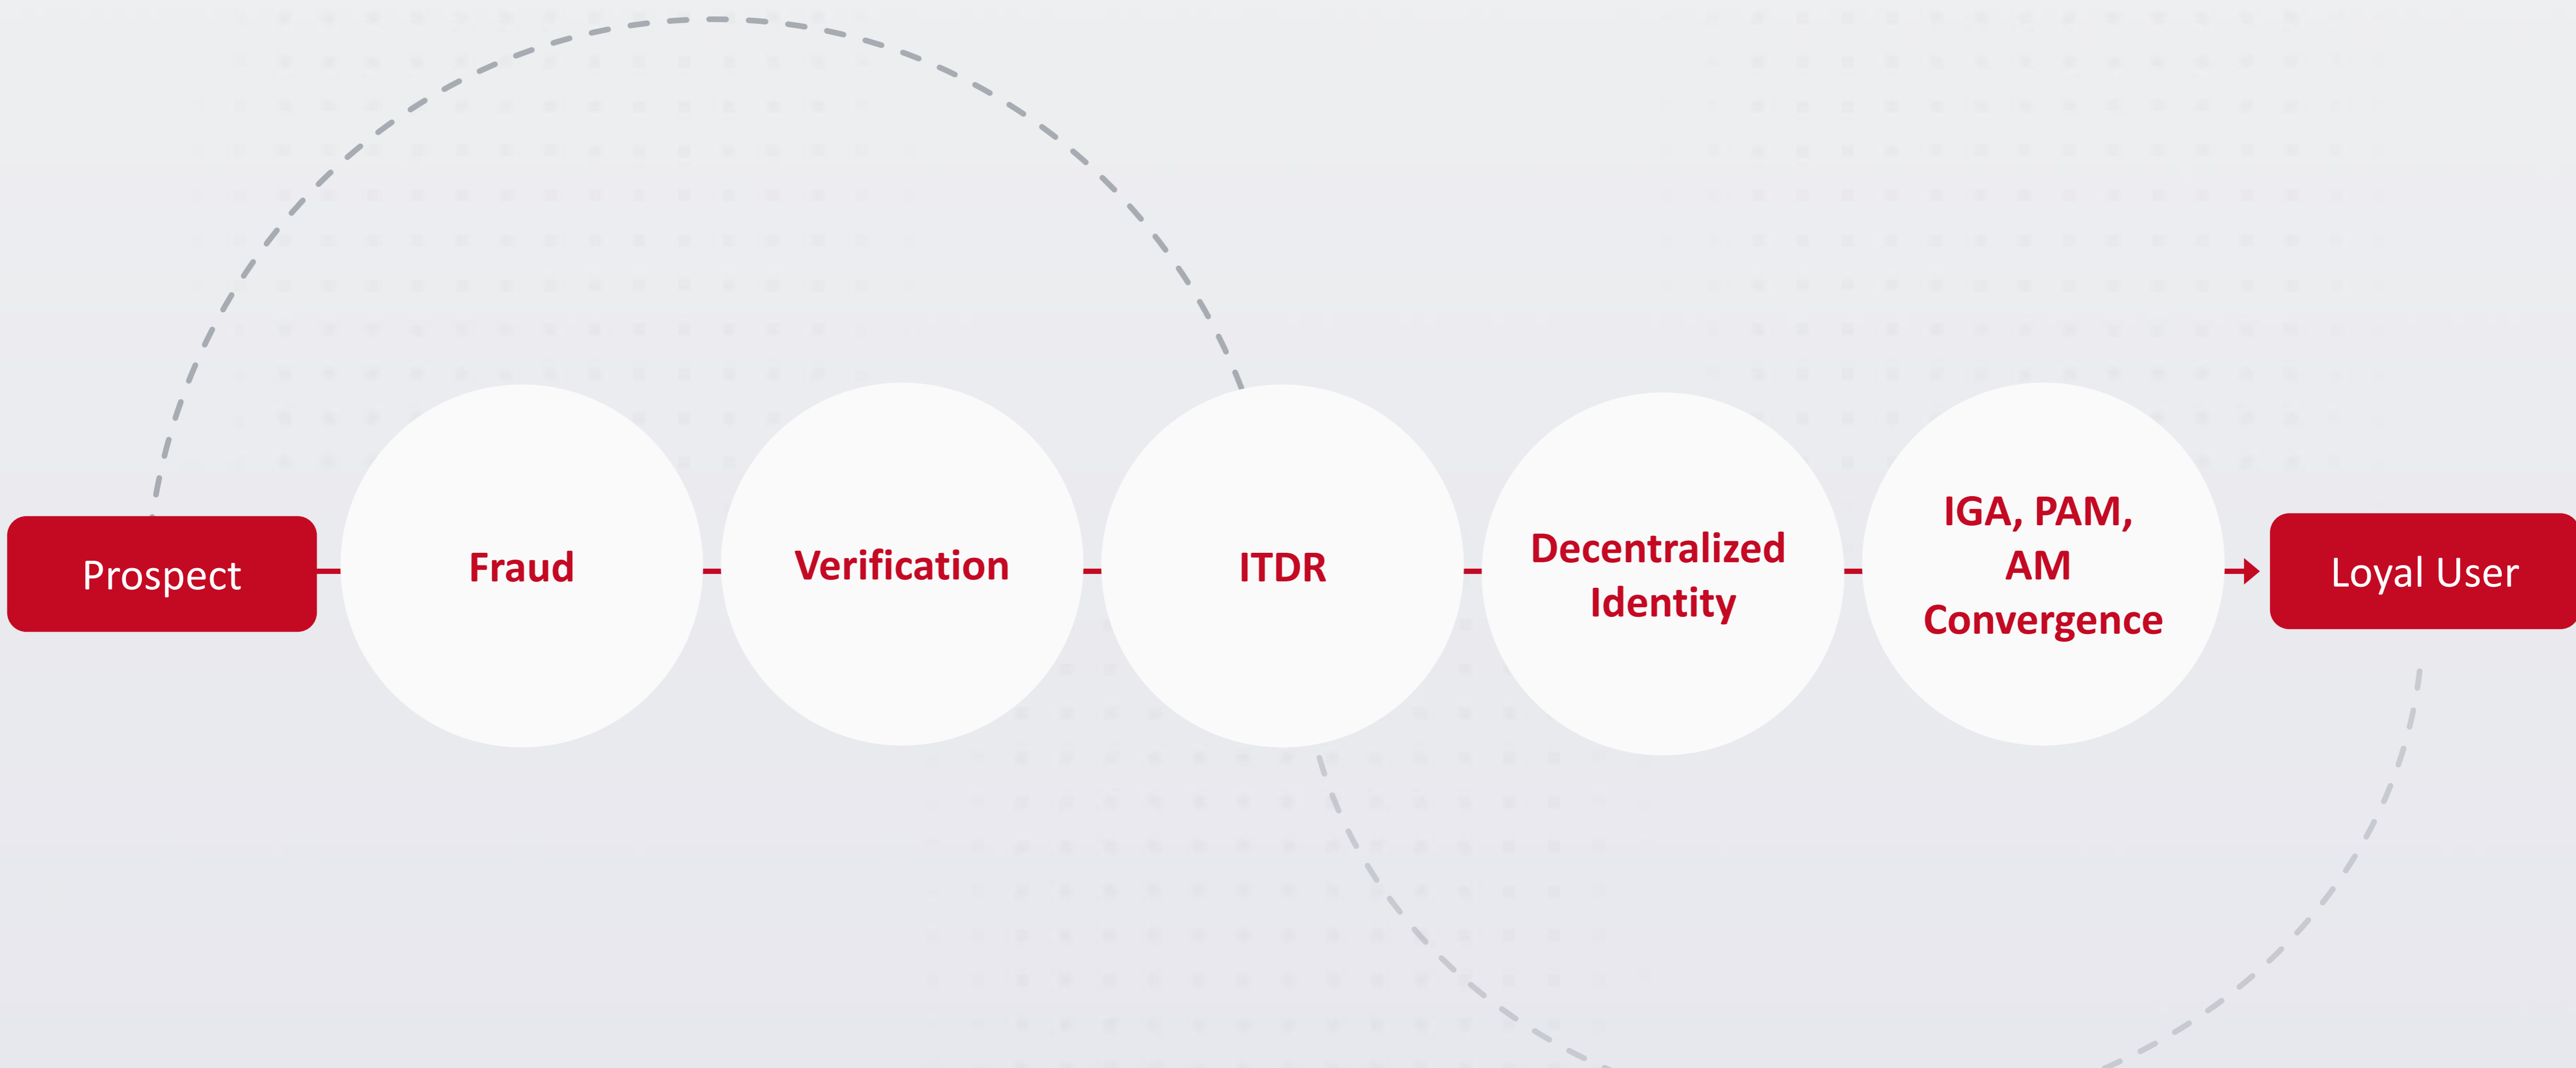 Prospect
Fraud
Verification
ITDR
Decentralized
Identity
IGA, PAM,
AM
Convergence
Loyal User